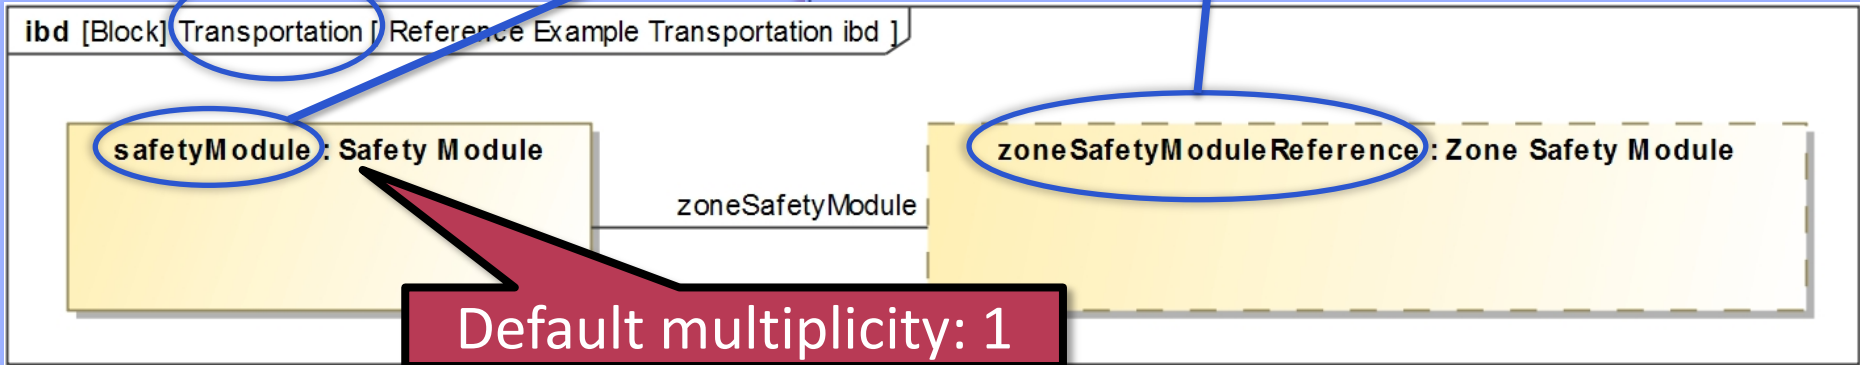 ibd [Block] Transportation [ Reference Example Transportation ibd ]
safetyModule : Safety Module
zoneSafetyModuleReference : Zone Safety Module
zoneSafetyModule
Default multiplicity: 1